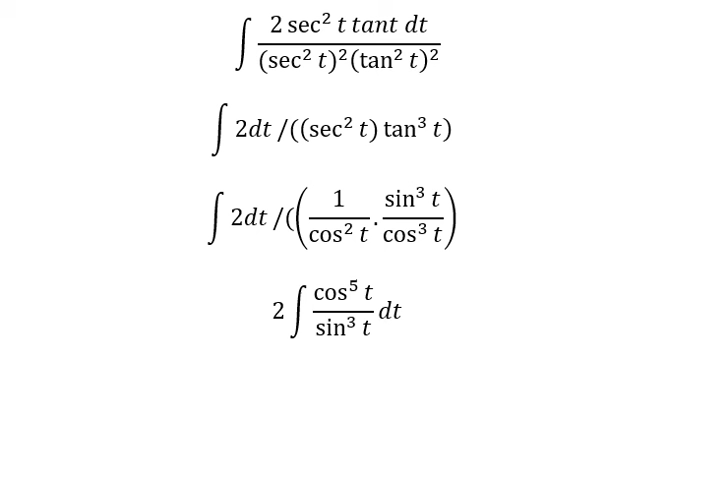 ∫ 2 sec² t tant dt / (sec² t)²(tan² t)²
∫ 2dt /((sec² t) tan³ t)
∫ 2dt /((1/cos² t . sin³ t/cos³ t)
2 ∫ cos⁵ t/sin³ t dt